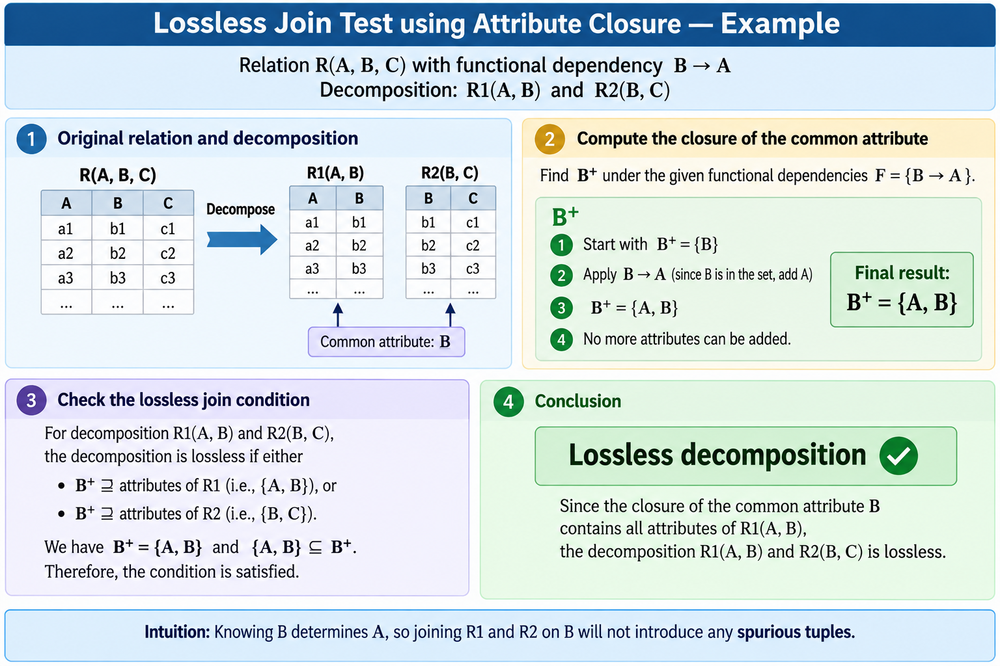 Lossless Join Test using Attribute Closure — Example
Relation R(A, B, C) with functional dependency B → A
Decomposition: R1(A, B) and R2(B, C)
1 Original relation and decomposition
R(A, B, C)
A B C
a1 b1 c1
a2 b2 c2
a3 b3 c3
... ... ...
Decompose
R1(A, B)
A B
a1 b1
a2 b2
a3 b3
... ...
R2(B, C)
B C
b1 c1
b2 c2
b3 c3
... ...
Common attribute: B
2 Compute the closure of the common attribute
Find B⁺ under the given functional dependencies F = {B → A }.
B⁺
1 Start with B⁺ = {B}
2 Apply B → A (since B is in the set, add A)
3 B⁺ = {A, B}
4 No more attributes can be added.
Final result:
B⁺ = {A, B}
3 Check the lossless join condition
For decomposition R1(A, B) and R2(B, C),
the decomposition is lossless if either
• B⁺ ⊇ attributes of R1 (i.e., {A, B}), or
• B⁺ ⊇ attributes of R2 (i.e., {B, C}).
We have B⁺ = {A, B} and {A, B} ⊆ B⁺.
Therefore, the condition is satisfied.
4 Conclusion
Lossless decomposition
Since the closure of the common attribute B
contains all attributes of R1(A, B),
the decomposition R1(A, B) and R2(B, C) is lossless.
Intuition: Knowing B determines A, so joining R1 and R2 on B will not introduce any spurious tuples.